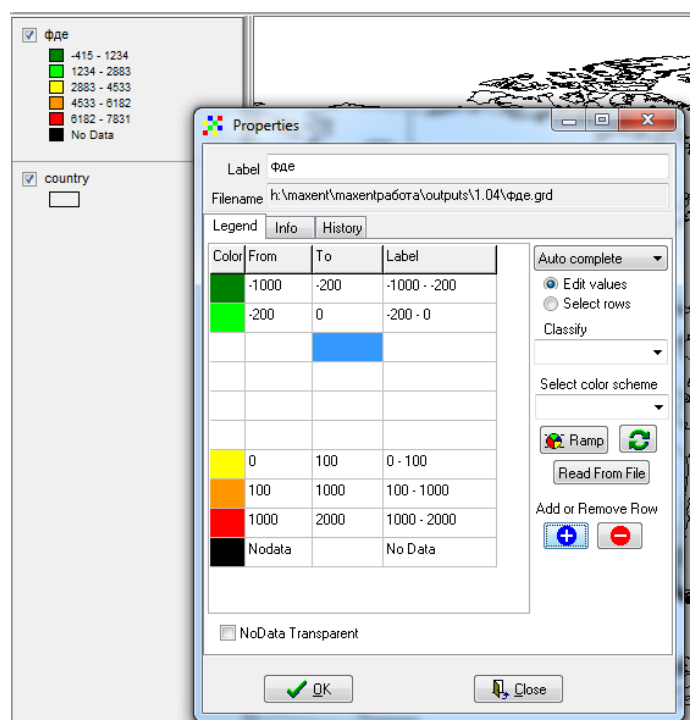 фде
-415 - 1234
1234 - 2883
2883 - 4533
4533 - 6182
6182 - 7831
No Data
country
Properties
Label фде
Filename h:\maxent\maxentработа\outputs\1.04\фде.grd
Legend Info History
Color From To Label
-1000 -200 -1000 - -200
-200 0 -200 - 0
0 100 0 - 100
100 1000 100 - 1000
1000 2000 1000 - 2000
Nodata No Data
Auto complete
Edit values
Select rows
Classify
Select color scheme
Ramp
Read From File
Add or Remove Row
NoData Transparent
OK
Close